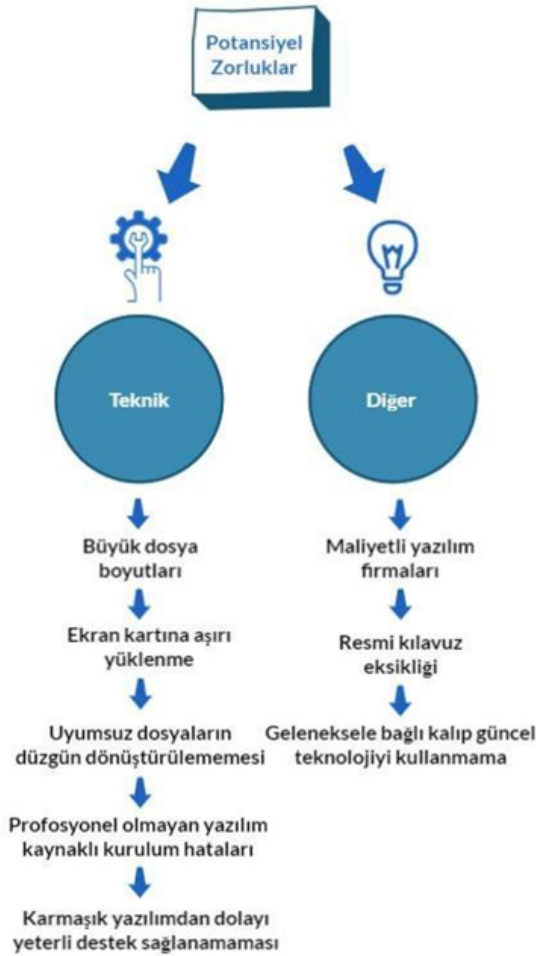 Potansiyel
Zorluklar
Teknik
Büyük dosya
boyutları
Ekran kartına aşırı
yüklenme
Uyumsuz dosyaların
düzgün dönüştürülememesi
Profosyonel olmayan yazılım
kaynaklı kurulum hataları
Karmaşık yazılımdan dolayı
yeterli destek sağlanamaması
Diğer
Maliyetli yazılım
firmaları
Resmi kılavuz
eksikliği
Geleneksele bağlı kalıp güncel
teknolojiyi kullanmama